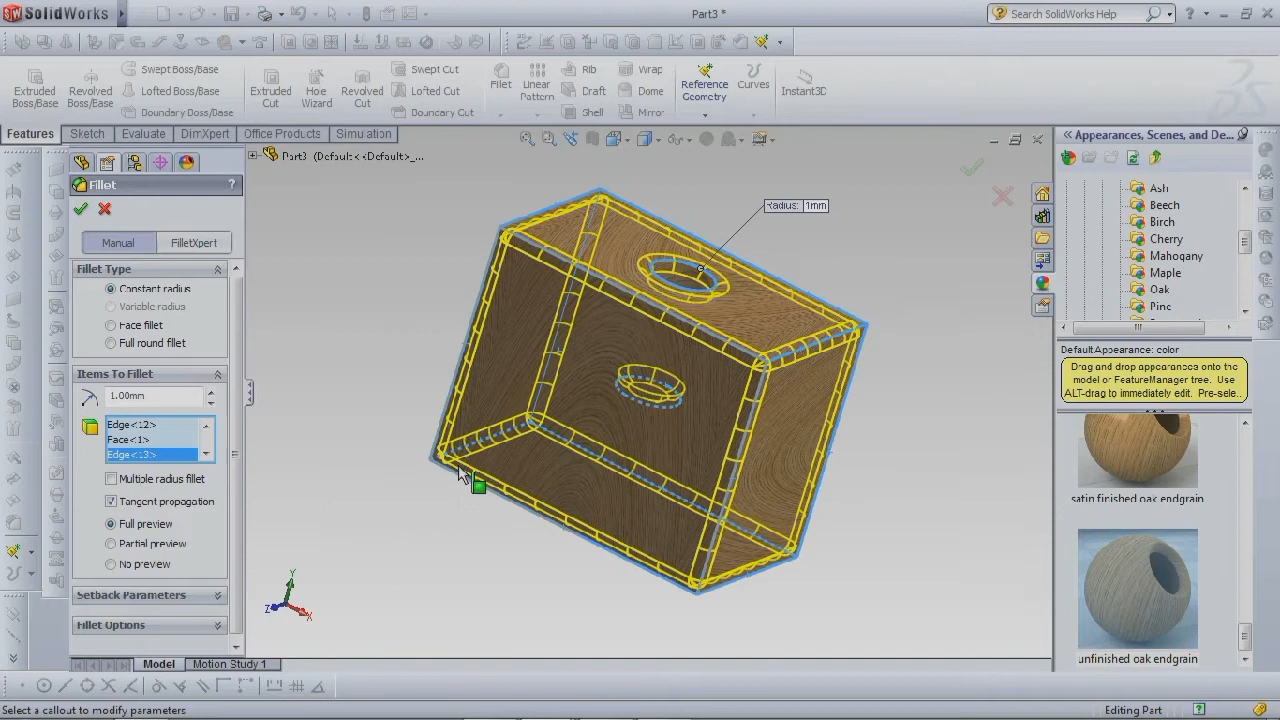 SolidWorks
Part3 *
Search SolidWorks Help
Extruded Boss/Base
Revolved Boss/Base
Swept Boss/Base
Lofted Boss/Base
Boundary Boss/Base
Extruded Cut
Hole Wizard
Revolved Cut
Swept Cut
Lofted Cut
Boundary Cut
Fillet
Linear Pattern
Rib
Draft
Shell
Wrap
Dome
Mirror
Reference Geometry
Curves
Instant3D
Features
Sketch
Evaluate
DimXpert
Office Products
Simulation
Part3 (Default<<Default>_...
Fillet
?
Manual
FilletXpert
Fillet Type
Constant radius
Variable radius
Face fillet
Full round fillet
Items To Fillet
1.00mm
Edge<12>
Face<1>
Edge<13>
Multiple radius fillet
Tangent propagation
Full preview
Partial preview
No preview
Setback Parameters
Fillet Options
Radius: 1mm
Y
Z
X
Appearances, Scenes, and De...
Ash
Beech
Birch
Cherry
Mahogany
Maple
Oak
Pine
Default Appearance: color
Drag and drop appearances onto the
model or FeatureManager tree. Use
ALT-drag to immediately edit. Pre-sele..
satin finished oak endgrain
unfinished oak endgrain
Model
Motion Study 1
Select a callout to modify parameters
Editing Part